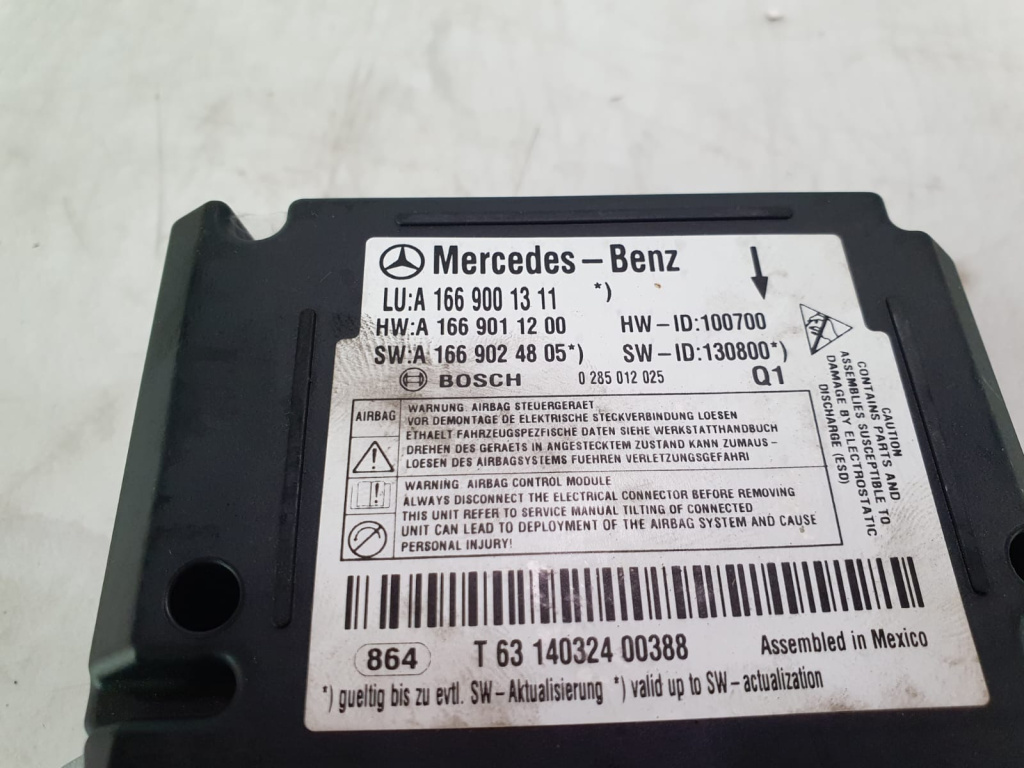 Mercedes-Benz
LU:A 166 900 13 11 *)
HW:A 166 901 12 00 HW-ID:100700
SW:A 166 902 48 05*) SW-ID:130800*)
BOSCH 0 285 012 025 Q1
AIRBAG
WARNUNG AIRBAG STEUERGERAET
VOR DEMONTAGE DE ELEKTRISCHE STECKVERBINDUNG LOESEN
ETHAELT FAHRZEUGSPEZFISCHE DATEN SIEHE WERKSTATTHANDBUCH
DREHEN DES GERAETS IN ANGESTECKTEM ZUSTAND KANN ZUMAUS-
LOESEN DES AIRBAGSYSTEMS FUEHREN VERLETZUNGSGEFAHRI
WARNING AIRBAG CONTROL MODULE
ALWAYS DISCONNECT THE ELECTRICAL CONNECTOR BEFORE REMOVING
THIS UNIT REFER TO SERVICE MANUAL TILTING OF CONNECTED
UNIT CAN LEAD TO DEPLOYMENT OF THE AIRBAG SYSTEM AND CAUSE
PERSONAL INJURY!
CAUTION
CONTAINS PARTS AND
ASSEMBLIES SUSCEPTIBLE TO
DAMAGE BY ELECTROSTATIC
DISCHARGE (ESD)
864 T 63 140324 00388 Assembled in Mexico
*) gueltig bis zu evtl. SW-Aktualisierung *) valid up to SW-actualization